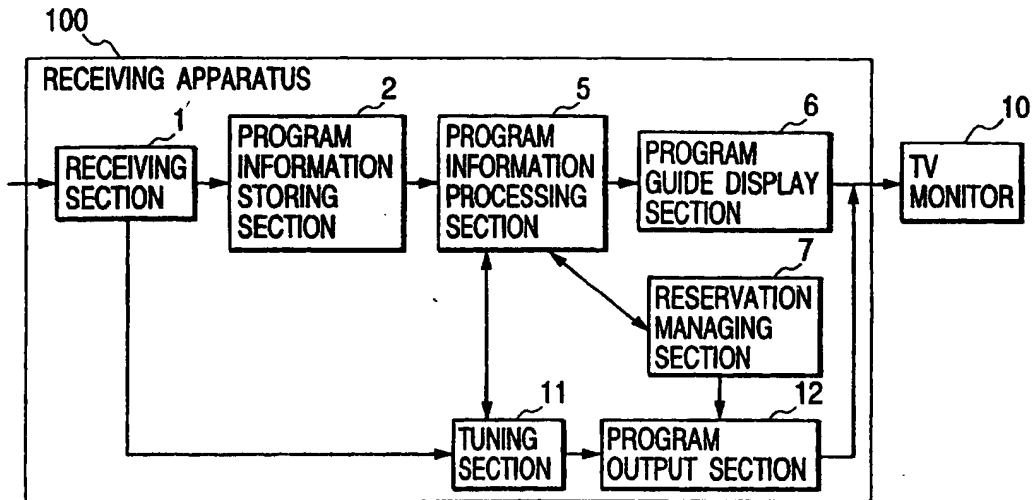 100
RECEIVING APPARATUS
1
RECEIVING
SECTION
2
PROGRAM
INFORMATION
STORING
SECTION
5
PROGRAM
INFORMATION
PROCESSING
SECTION
6
PROGRAM
GUIDE DISPLAY
SECTION
10
TV
MONITOR
7
RESERVATION
MANAGING
SECTION
11
TUNING
SECTION
12
PROGRAM
OUTPUT SECTION